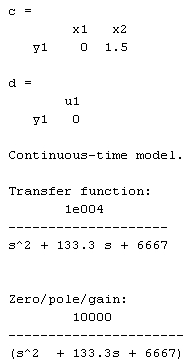 c =
x1 x2
y1 0 1.5
d =
u1
y1 0
Continuous-time model.
Transfer function:
1e004
--------------------
s^2 + 133.3 s + 6667
Zero/pole/gain:
10000
----------------------
(s^2 + 133.3s + 6667)